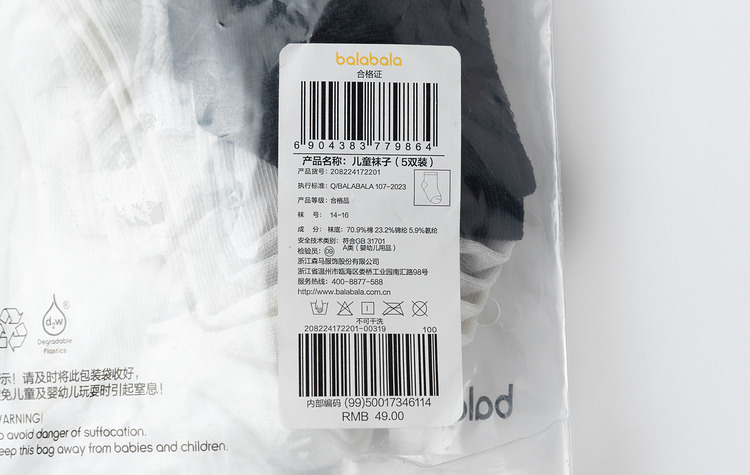 balabala
合格证
6 904383 779864
产品名称：儿童袜子（5双装）
产品货号：208224172201
执行标准：Q/BALABALA 107-2023
产品等级：合格品
袜 号： 14-16
成 分： 袜底：70.9%棉 23.2%锦纶 5.9%氨纶
安全技术类别：符合GB 31701
检验员：09 A类（婴幼儿用品）
浙江森马服饰股份有限公司
浙江省温州市瓯海区娄桥工业园南汇路98号
服务热线：400-8877-588
http://www.balabala.com.cn
不可干洗
208224172201-00319 100
内部编码 (99)50017346114
RMB 49.00
d2w ®
Degradable
Plastics
示！请及时将此包装袋收好，
免儿童及婴幼儿玩耍时引起窒息！
WARNING!
o avoid danger of suffocation.
eep this bag away from babies and children.
bala